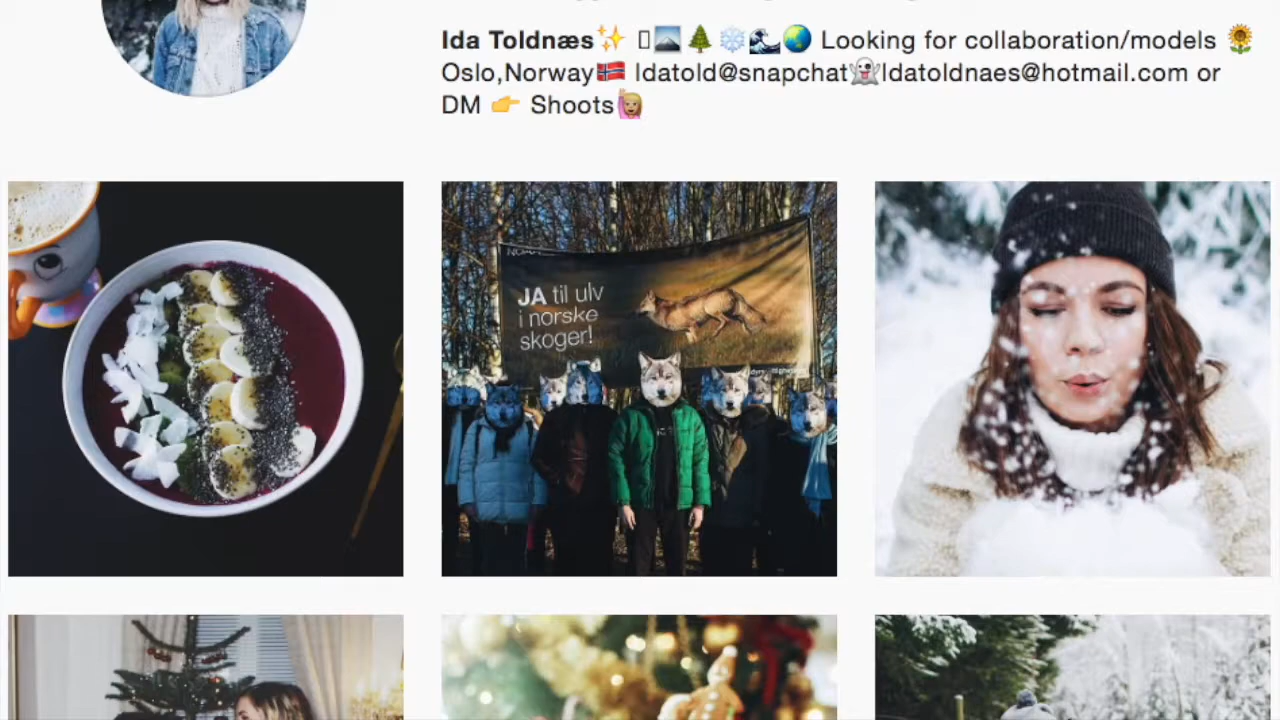 Ida Toldnæs✨ 🗻🌲❄️🌊🌏 Looking for collaboration/models 🌻
Oslo,Norway🇳🇴 Idatold@snapchat👻Idatoldnaes@hotmail.com or
DM 👉 Shoots🙋🏼
JA til ulv
i norske
skoger!